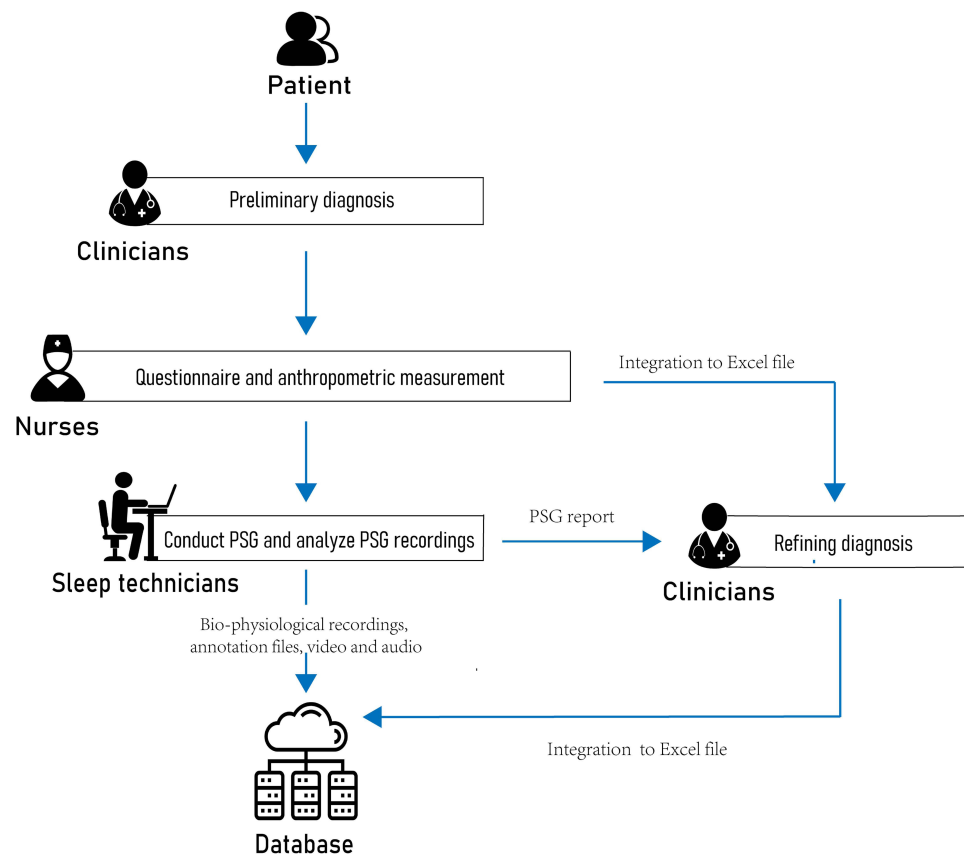 Patient
Preliminary diagnosis
Clinicians
Integration to Excel file
Questionnaire and anthropometric measurement
Nurses
PSG report
Conduct PSG and analyze PSG recordings
Refining diagnosis
Sleep technicians
Clinicians
Bio-physiological recordings,
annotation files, video and audio
Integration to Excel file
Database